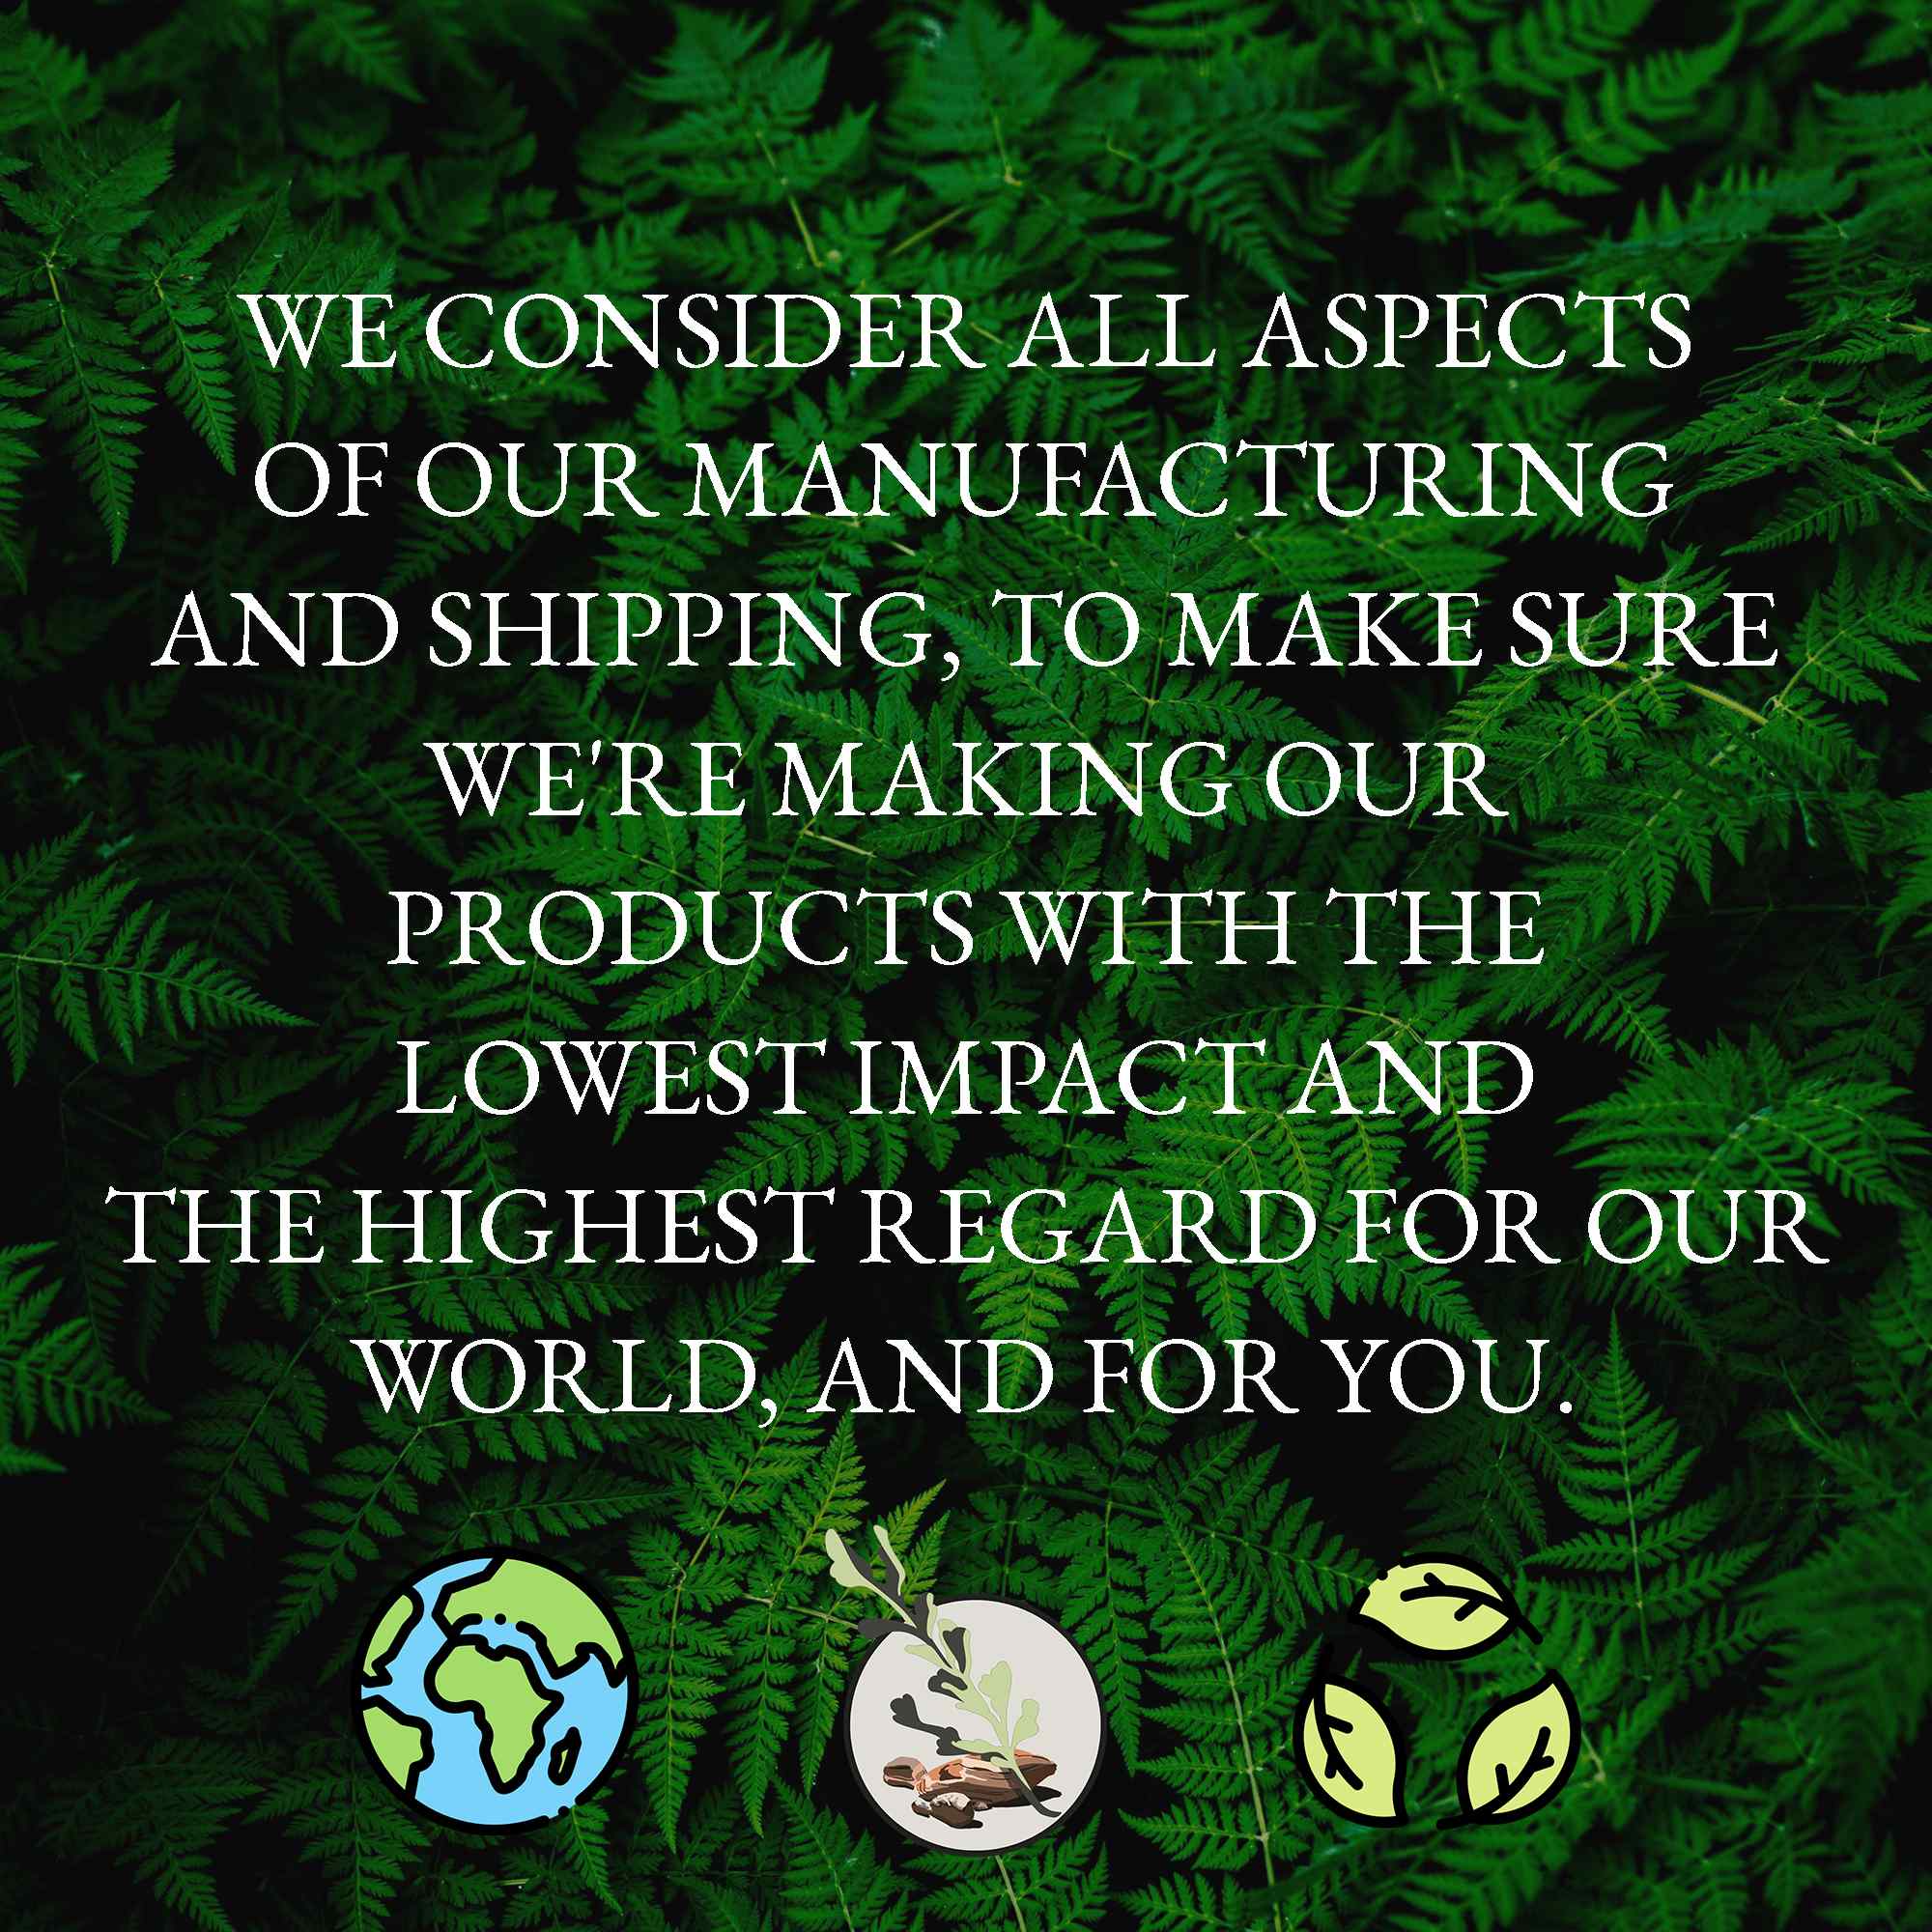 WE CONSIDER ALL ASPECTS
OF OUR MANUFACTURING
AND SHIPPING, TO MAKE SURE
WE'RE MAKING OUR
PRODUCTS WITH THE
LOWEST IMPACT AND
THE HIGHEST REGARD FOR OUR
WORLD, AND FOR YOU.